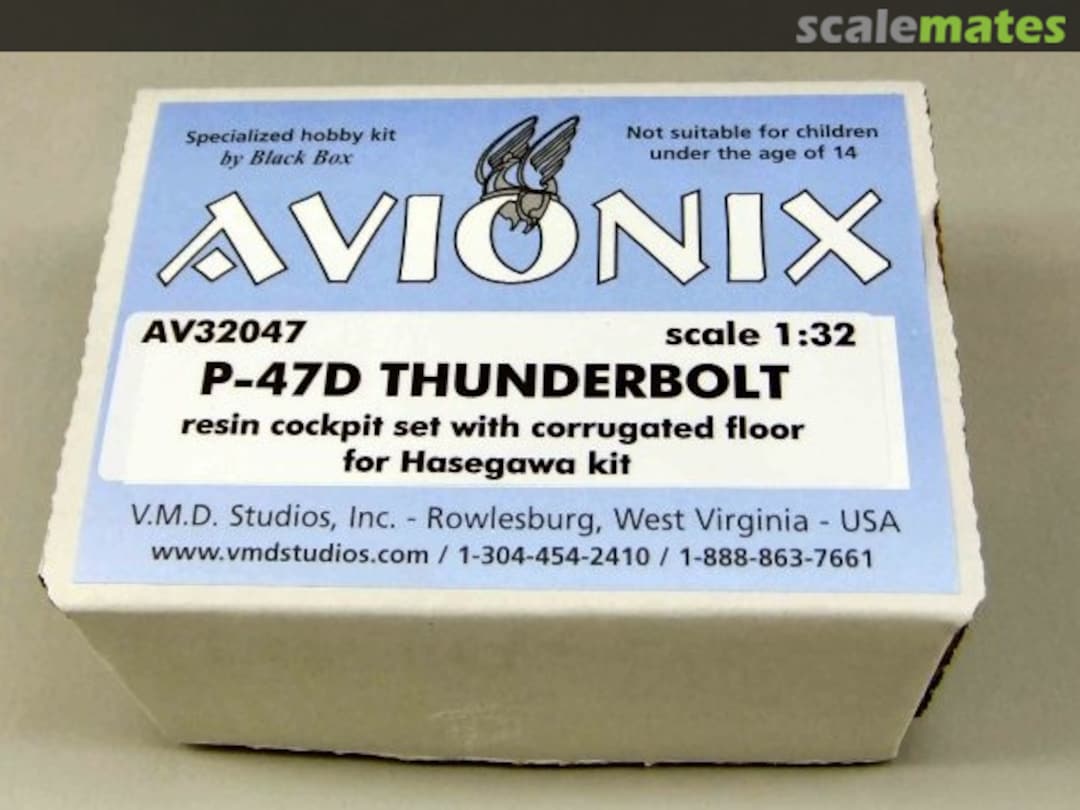 scalemates
Specialized hobby kit
by Black Box
Not suitable for children
under the age of 14
AVIONIX
AV32047
scale 1:32
P-47D THUNDERBOLT
resin cockpit set with corrugated floor
for Hasegawa kit
V.M.D. Studios, Inc. - Rowlesburg, West Virginia - USA
www.vmdstudios.com / 1-304-454-2410 / 1-888-863-7661